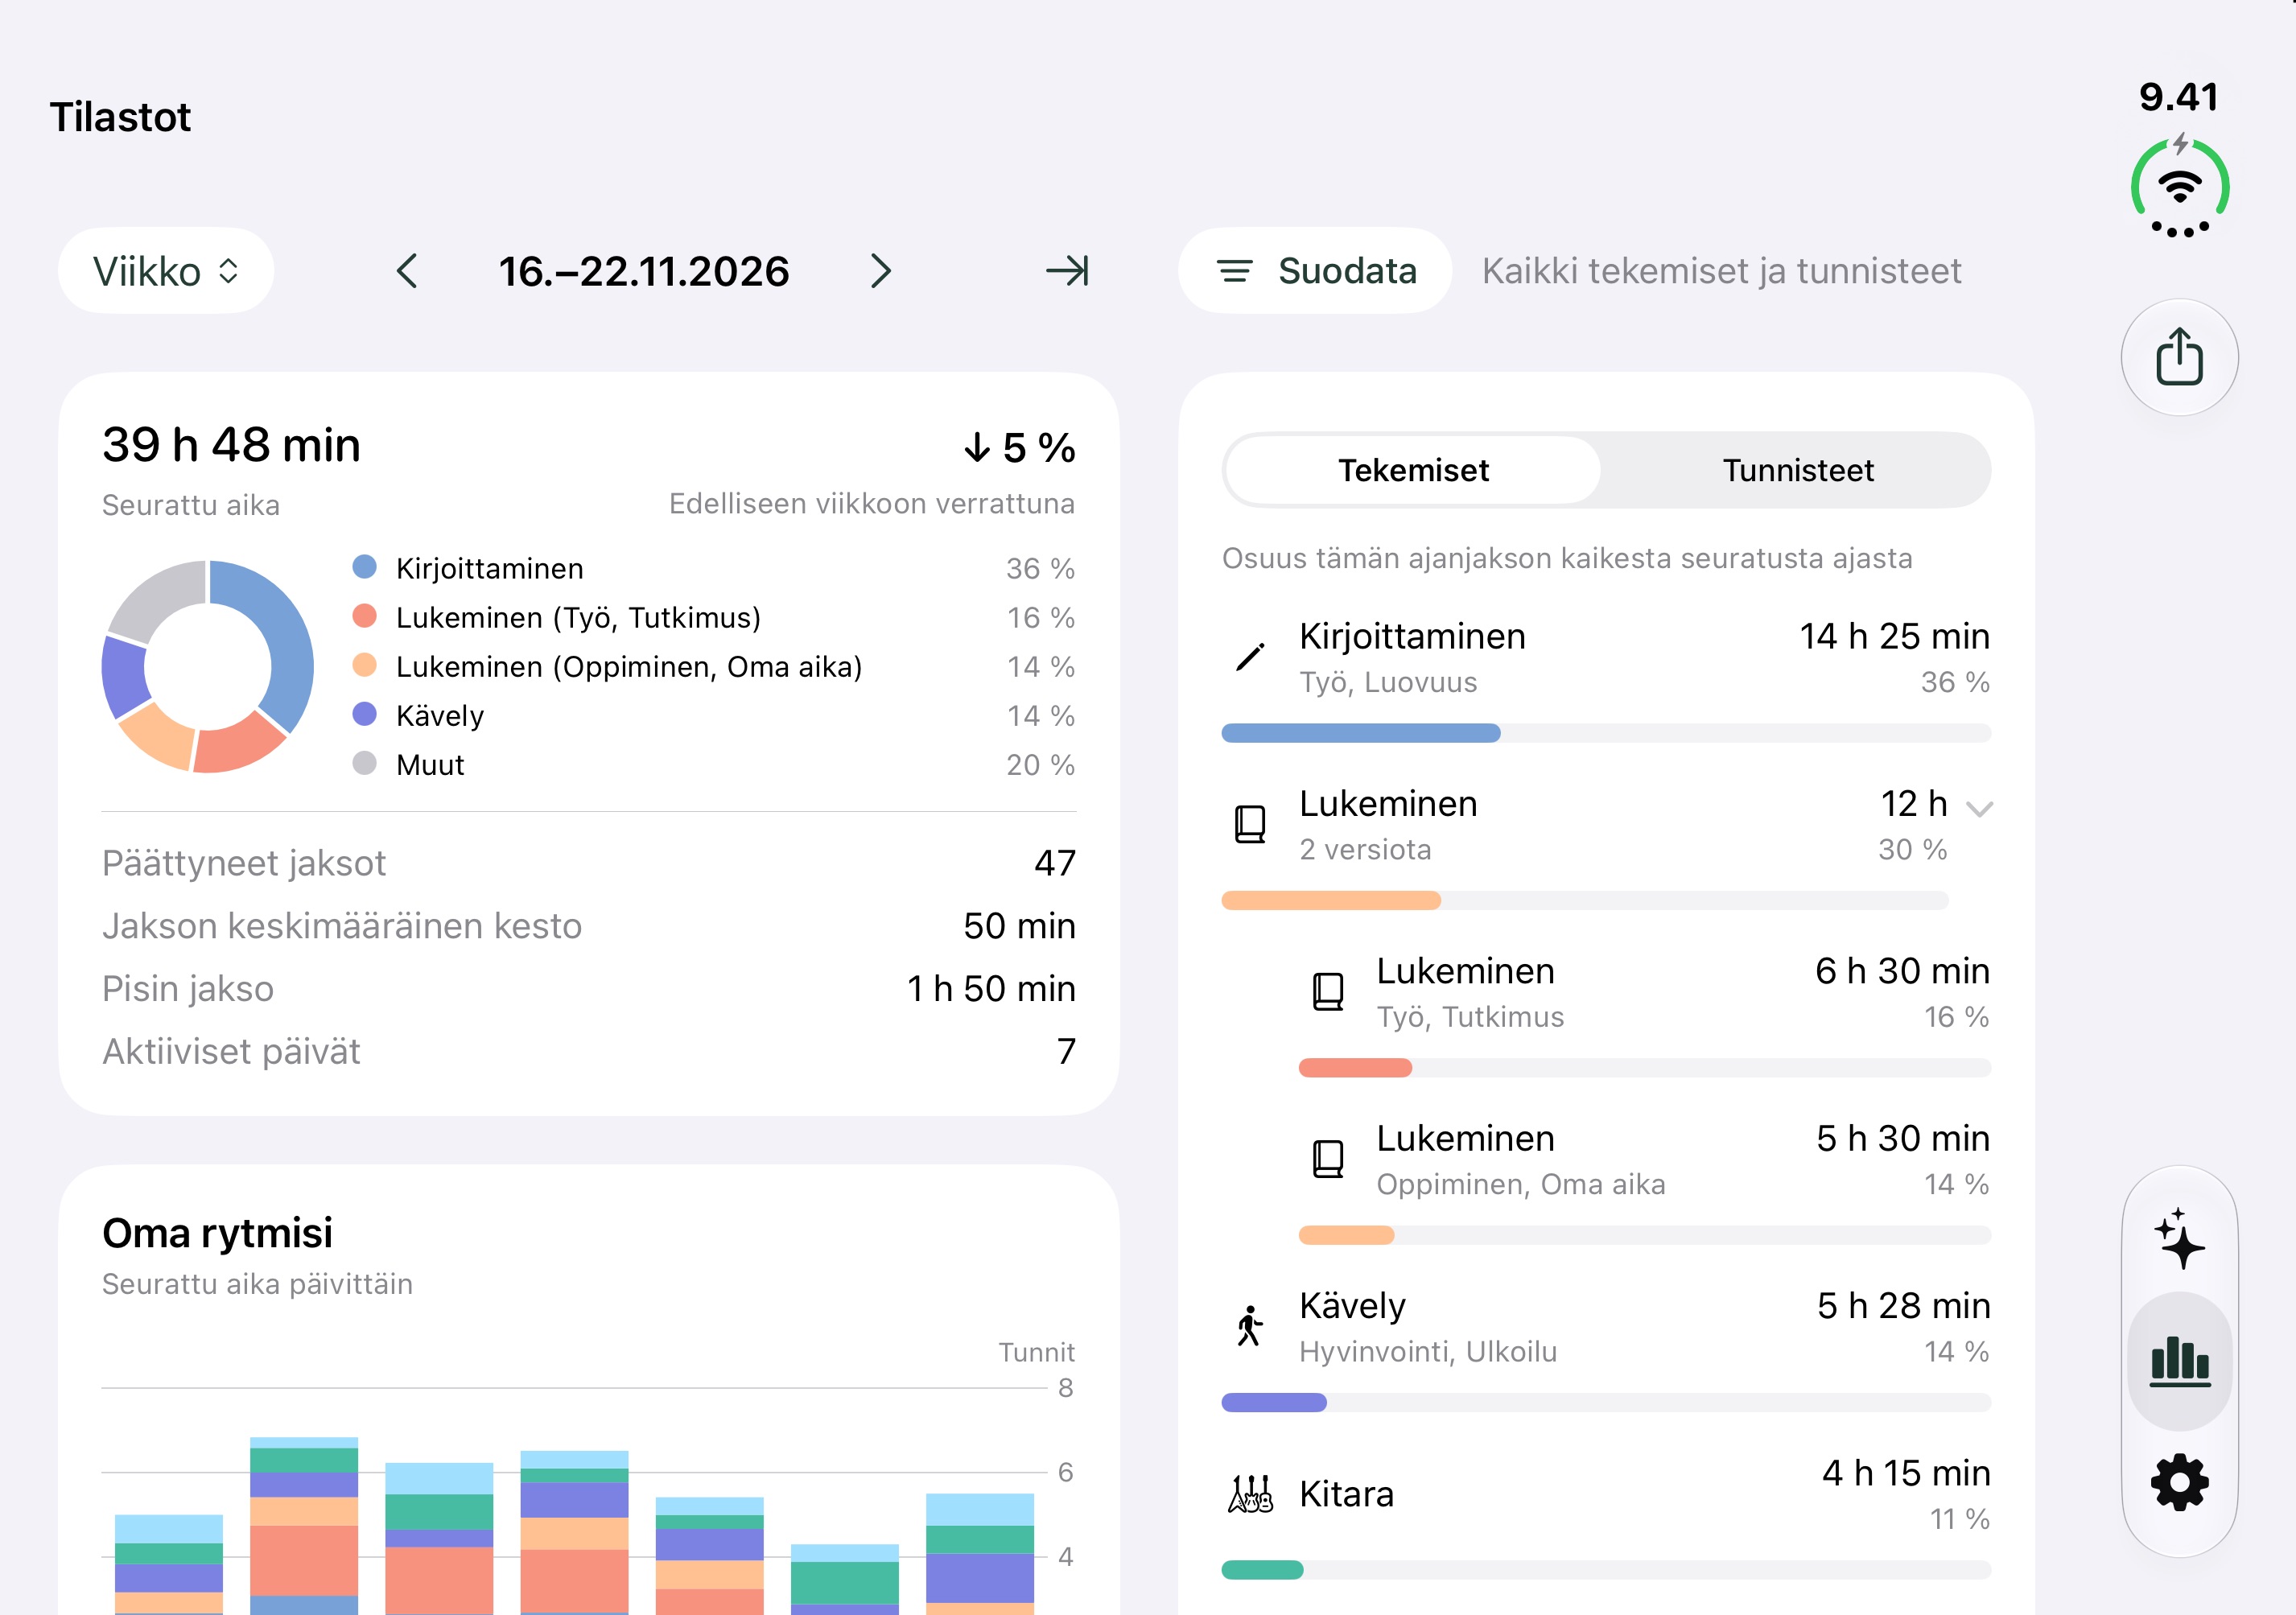 Tilastot
9.41
Viikko
16.–22.11.2026
Suodata
Kaikki tekemiset ja tunnisteet
39 h 48 min
↓ 5 %
Seurattu aika
Edelliseen viikkoon verrattuna
Kirjoittaminen 36 %
Lukeminen (Työ, Tutkimus) 16 %
Lukeminen (Oppiminen, Oma aika) 14 %
Kävely 14 %
Muut 20 %
Päättyneet jaksot 47
Jakson keskimääräinen kesto 50 min
Pisin jakso 1 h 50 min
Aktiiviset päivät 7
Oma rytmisi
Seurattu aika päivittäin
Tunnit
8
6
4
Tekemiset
Tunnisteet
Osuus tämän ajanjakson kaikesta seuratusta ajasta
Kirjoittaminen 14 h 25 min
Työ, Luovuus 36 %
Lukeminen 12 h
2 versiota 30 %
Lukeminen 6 h 30 min
Työ, Tutkimus 16 %
Lukeminen 5 h 30 min
Oppiminen, Oma aika 14 %
Kävely 5 h 28 min
Hyvinvointi, Ulkoilu 14 %
Kitara 4 h 15 min
11 %